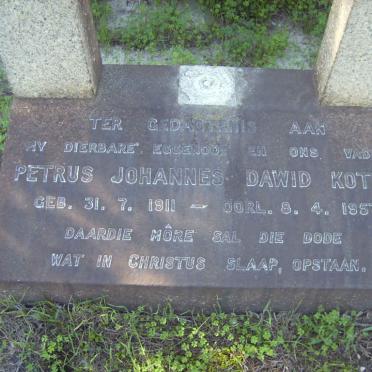 TER GEDAGTENIS AAN
MY DIERBARE EGGENOOT EN ONS VAD
PETRUS JOHANNES DAWID KOT
GEB. 31. 7. 1911 - OORL. 8. 4. 195
DAARDIE MÔRE SAL DIE DODE
WAT IN CHRISTUS SLAAP, OPSTAAN.